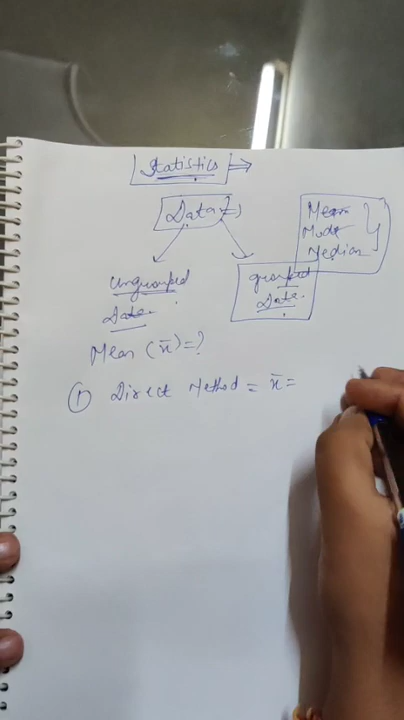 Statistics ⇒
Data ⇒
Mean
Mode
Median
ungrouped
Data
grouped
Data
Mean (x̄) = ?
① Direct Method = x̄ =